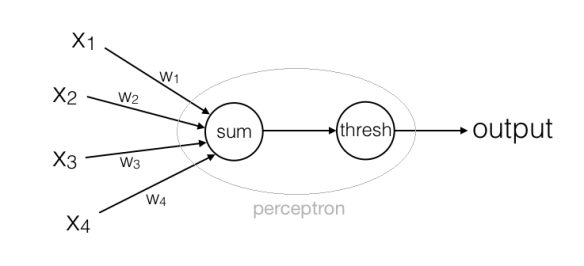 X1
W1
X2
W2
sum
thresh
output
X3
W3
X4
W4
perceptron